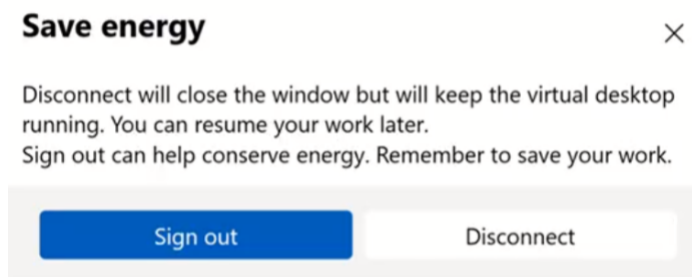 Save energy
Disconnect will close the window but will keep the virtual desktop
running. You can resume your work later.
Sign out can help conserve energy. Remember to save your work.
Sign out
Disconnect